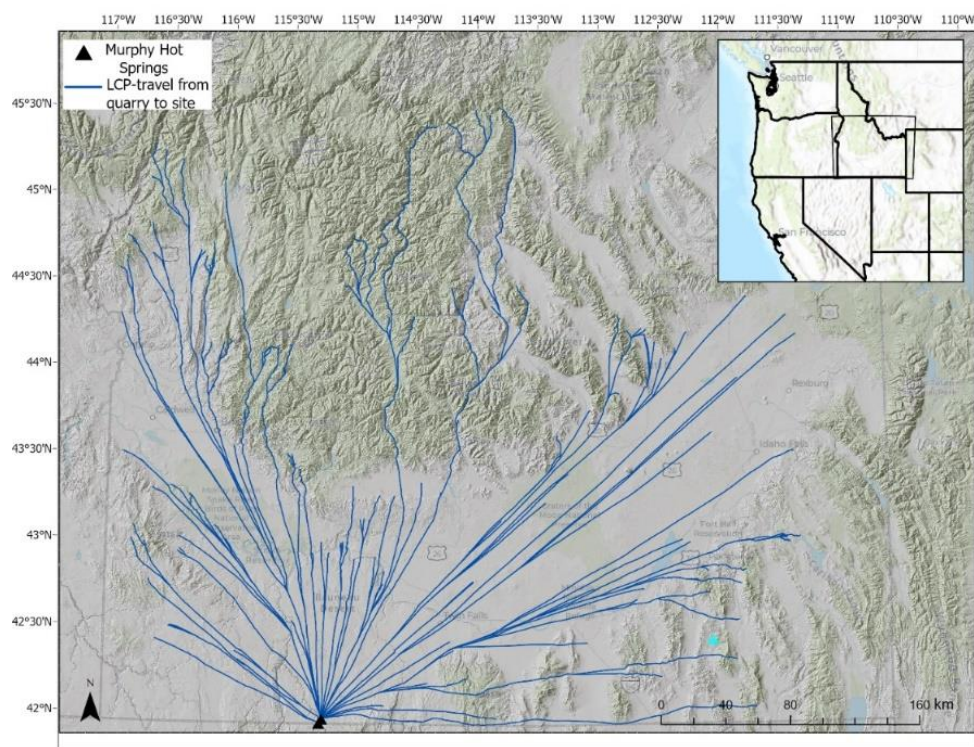 117°W 116°30'W 116°W 115°30'W 115°W 114°30'W 114°W 113°30'W 113°W 112°30'W 112°W 111°30'W 111°W 110°30'W 110°W
Murphy Hot
Springs
LCP-travel from
quarry to site
Vancouver
Seattle
San Francisco
45°30'N
45°N
44°30'N
44°N
Rexburg
43°30'N
Idaho Falls
43°N
Fort Hall
Reservation
42°30'N
Twin Falls
N
42°N
0 40 80 160 km